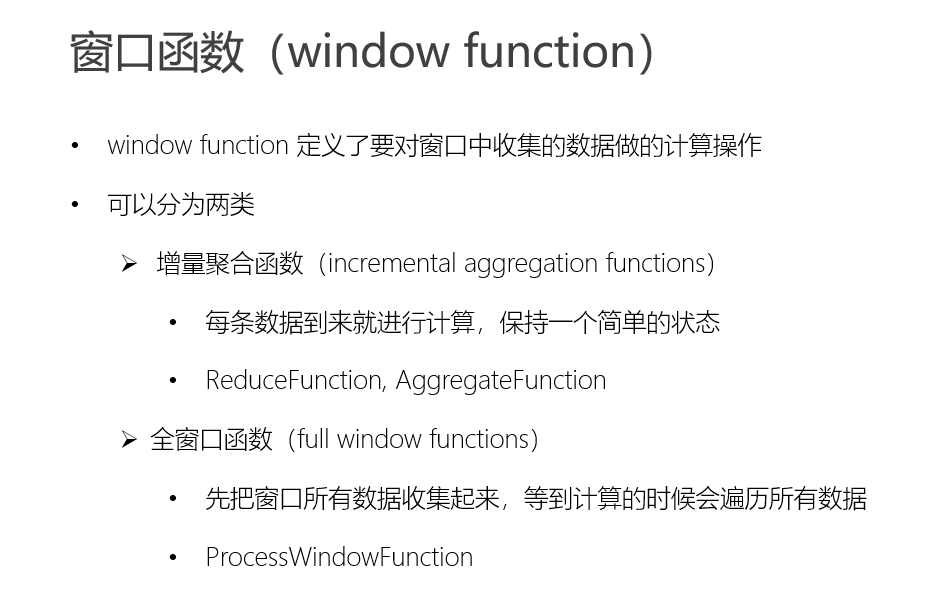 窗口函数（window function）
• window function 定义了要对窗口中收集的数据做的计算操作
• 可以分为两类
➢ 增量聚合函数（incremental aggregation functions）
• 每条数据到来就进行计算，保持一个简单的状态
• ReduceFunction, AggregateFunction
➢ 全窗口函数（full window functions）
• 先把窗口所有数据收集起来，等到计算的时候会遍历所有数据
• ProcessWindowFunction